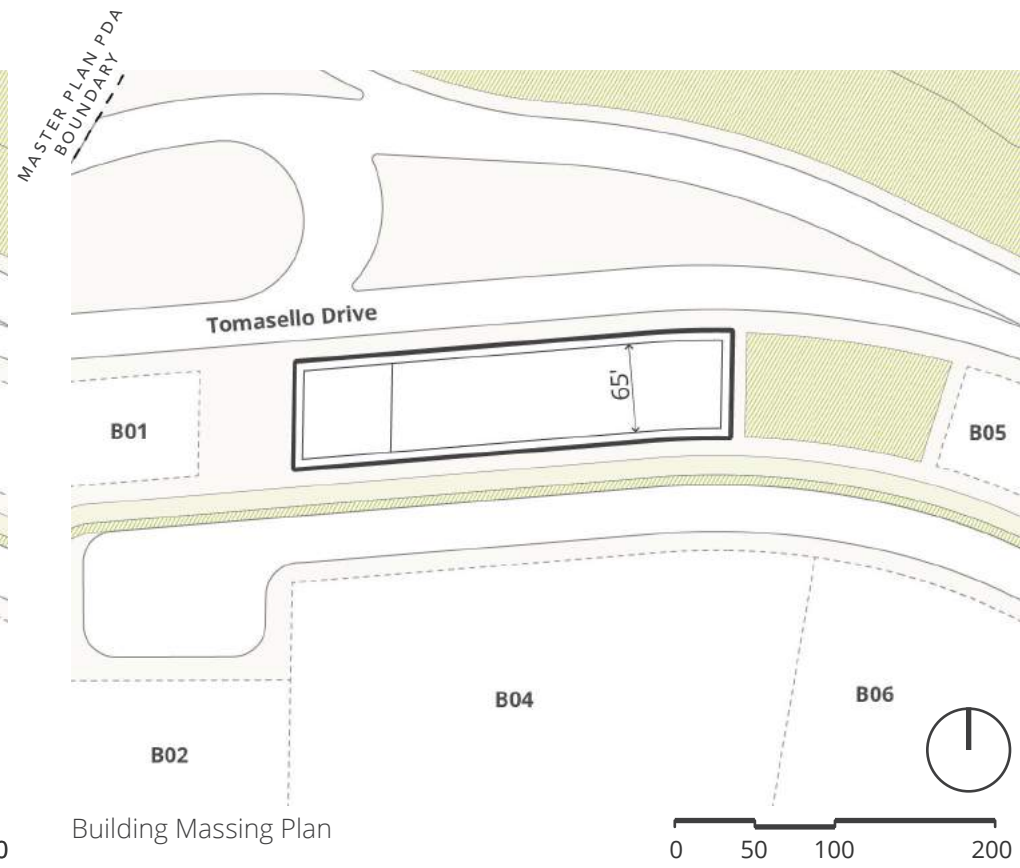 MASTER PLAN PDA
BOUNDARY
Tomasello Drive
65'
B01
B05
B04
B06
B02
Building Massing Plan
0
0 50 100 200